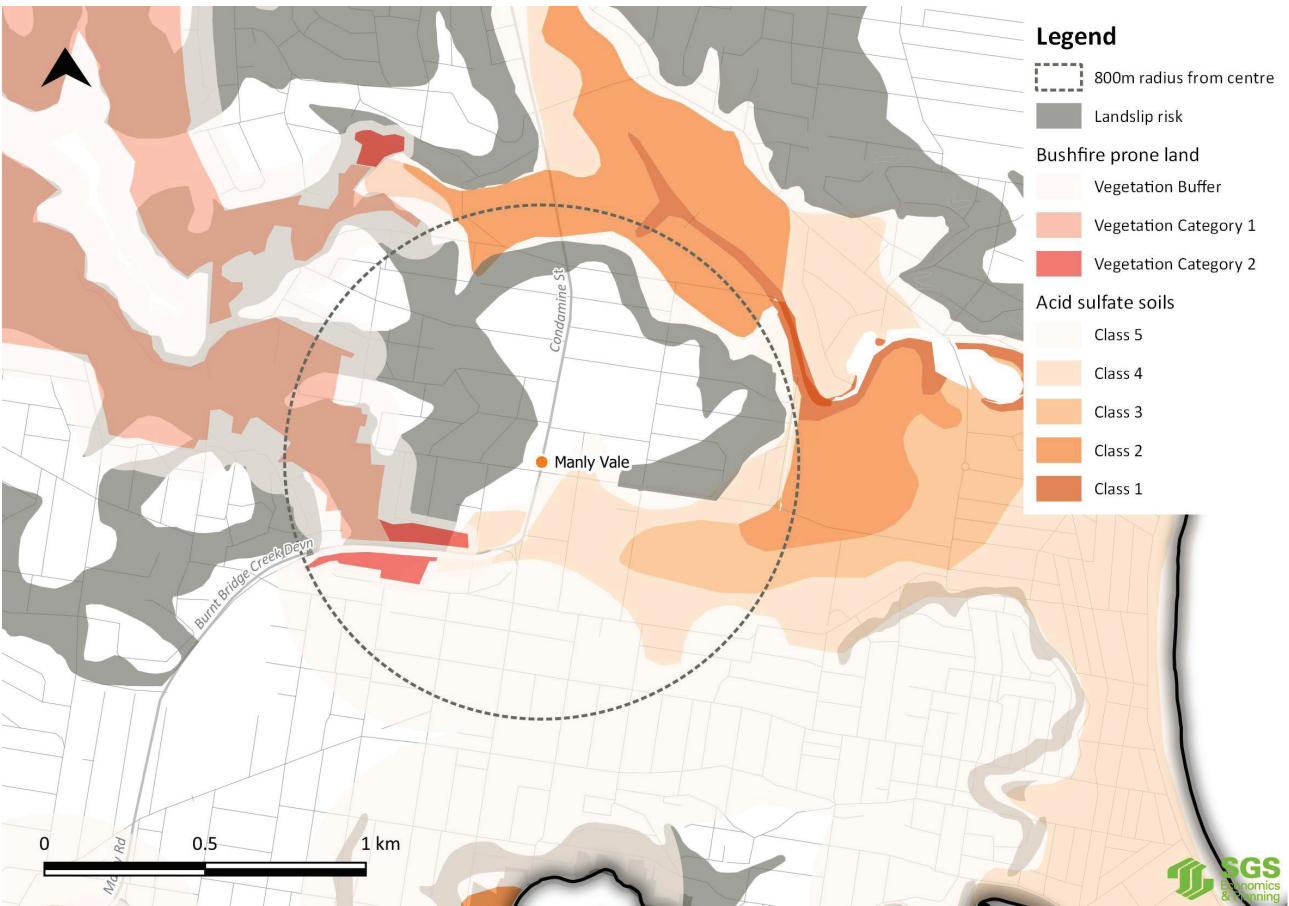 Legend
800m radius from centre
Landslip risk
Bushfire prone land
Vegetation Buffer
Vegetation Category 1
Vegetation Category 2
Acid sulfate soils
Class 5
Class 4
Class 3
Class 2
Class 1
Condamine St
Manly Vale
Burnt Bridge Creek Devn
Rd
0 0.5 1 km
SGS
Economics
& Planning